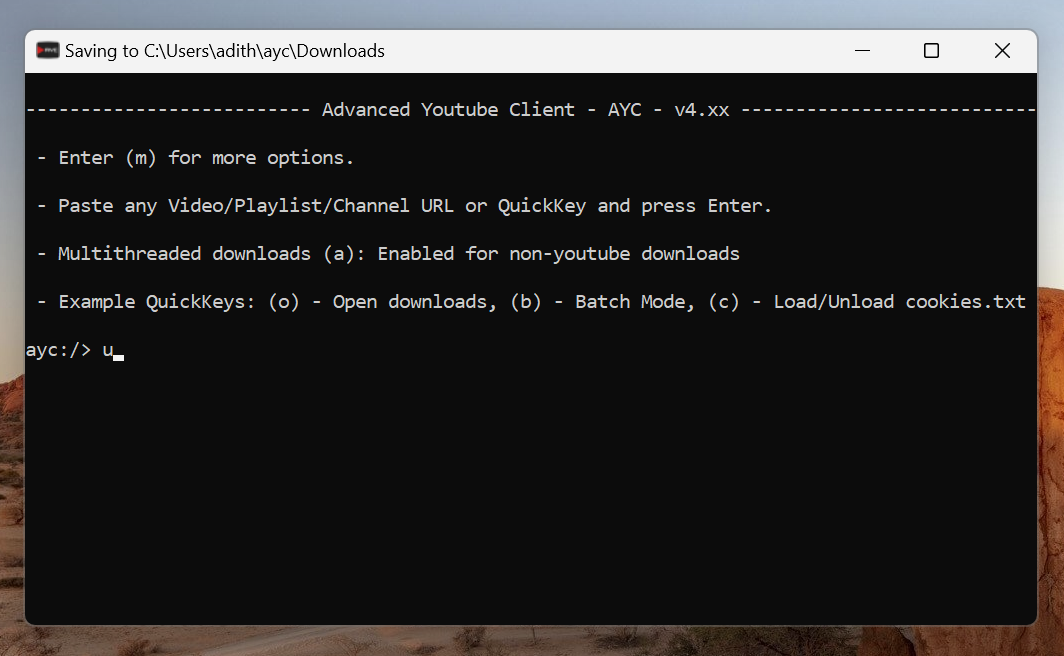 Saving to C:\Users\adith\ayc\Downloads
-------------------------- Advanced Youtube Client - AYC - v4.xx ---------------------------
- Enter (m) for more options.
- Paste any Video/Playlist/Channel URL or QuickKey and press Enter.
- Multithreaded downloads (a): Enabled for non-youtube downloads
- Example QuickKeys: (o) - Open downloads, (b) - Batch Mode, (c) - Load/Unload cookies.txt
ayc:/> u